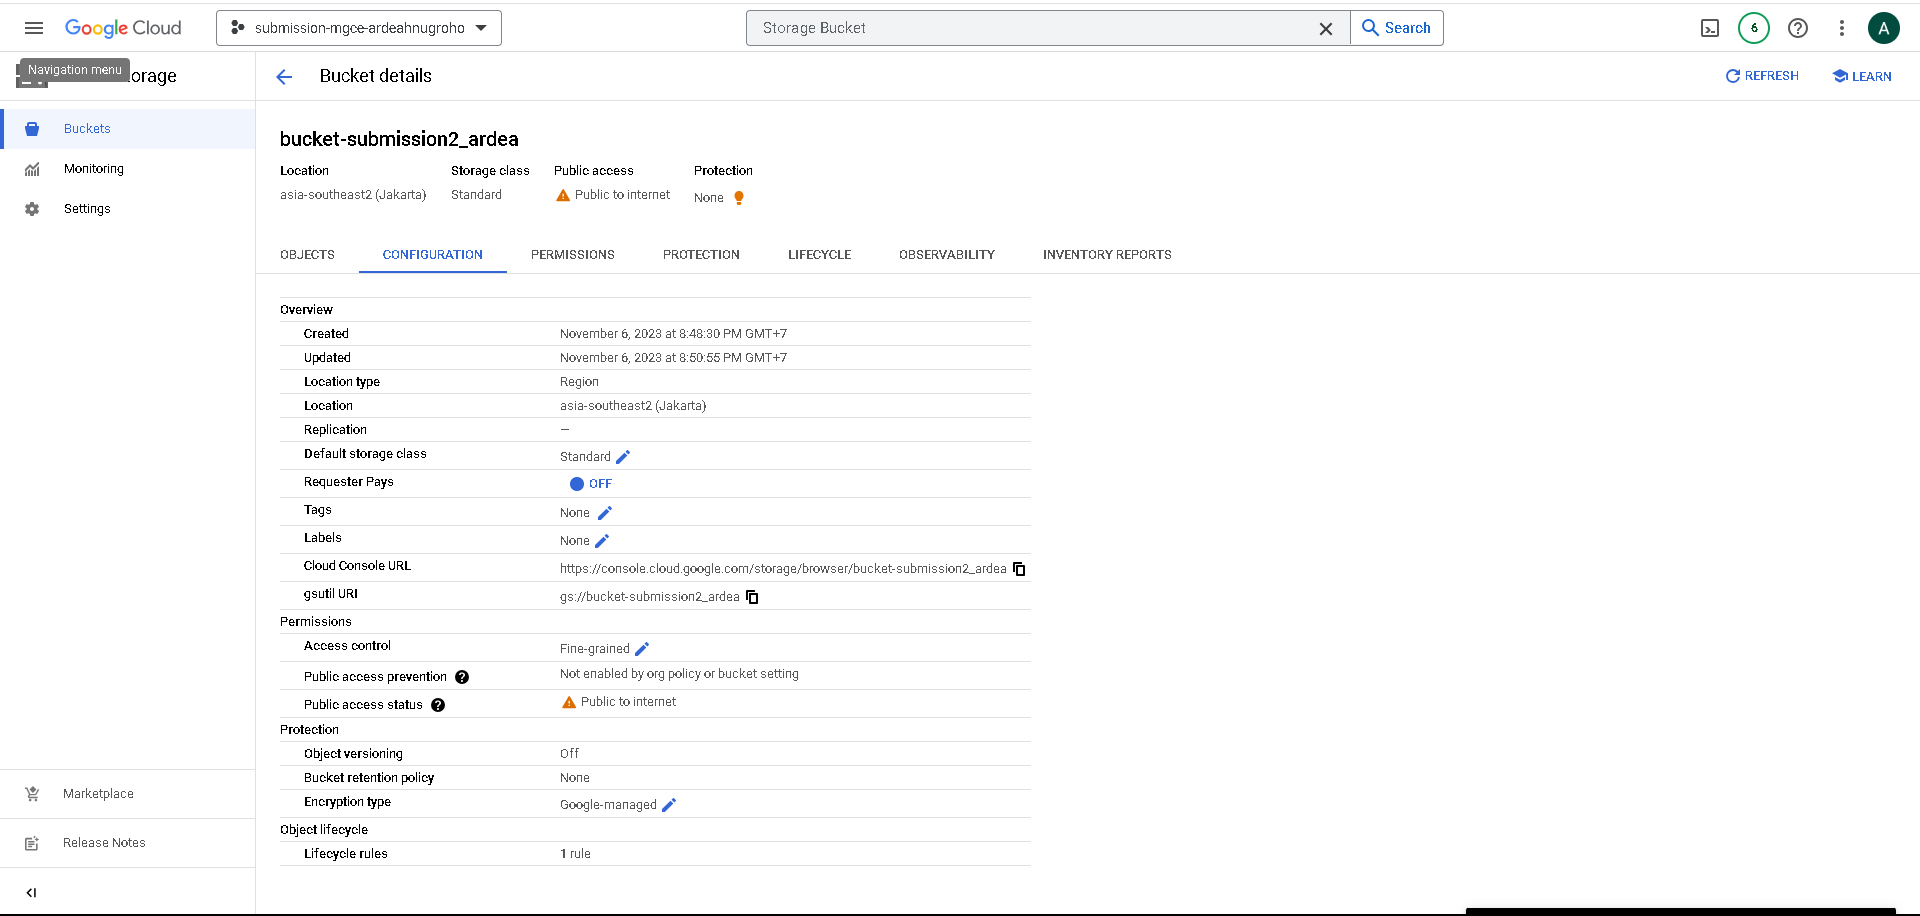 Google Cloud
submission-mgce-ardeahnugroho
Storage Bucket
Search
6
A
Navigation menu
orage
Bucket details
REFRESH
LEARN
Buckets
Monitoring
Settings
Marketplace
Release Notes
bucket-submission2_ardea
Location Storage class Public access Protection
asia-southeast2 (Jakarta) Standard Public to internet None
OBJECTS CONFIGURATION PERMISSIONS PROTECTION LIFECYCLE OBSERVABILITY INVENTORY REPORTS
Overview
Created November 6, 2023 at 8:48:30 PM GMT+7
Updated November 6, 2023 at 8:50:55 PM GMT+7
Location type Region
Location asia-southeast2 (Jakarta)
Replication —
Default storage class Standard
Requester Pays OFF
Tags None
Labels None
Cloud Console URL https://console.cloud.google.com/storage/browser/bucket-submission2_ardea
gsutil URI gs://bucket-submission2_ardea
Permissions
Access control Fine-grained
Public access prevention Not enabled by org policy or bucket setting
Public access status Public to internet
Protection
Object versioning Off
Bucket retention policy None
Encryption type Google-managed
Object lifecycle
Lifecycle rules 1 rule